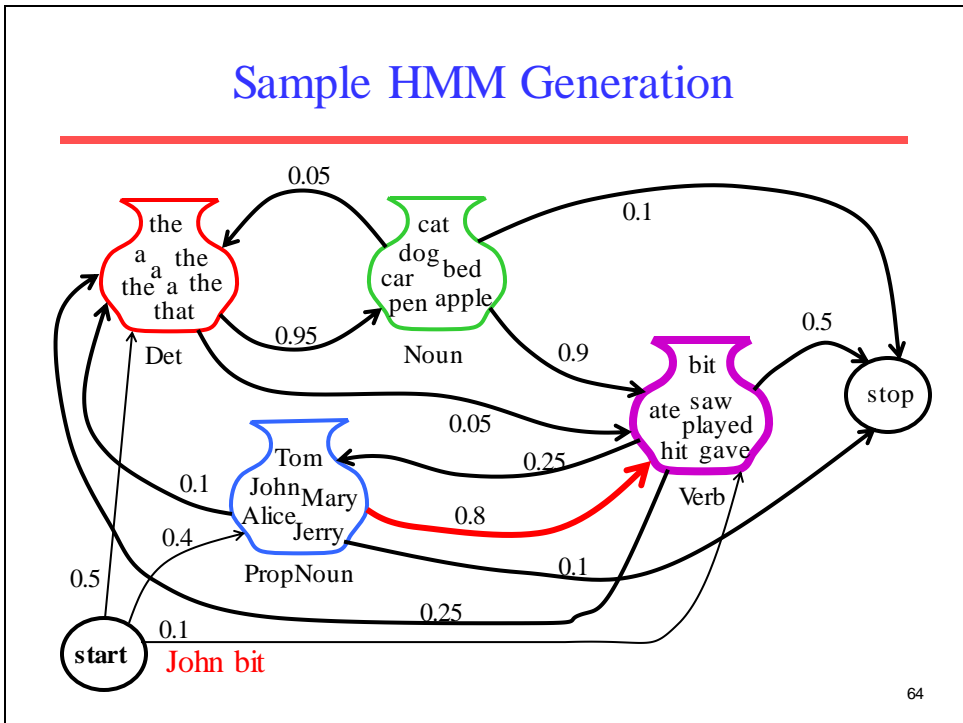 Sample HMM Generation
0.05
0.1
the
a the
a
the a the
that
Det
cat
dog
bed
car
pen apple
Noun
0.95
0.9
0.5
bit
ate saw
played
hit gave
Verb
stop
0.05
0.25
Tom
John Mary
Alice
Jerry
PropNoun
0.1
0.8
0.4
0.5
0.1
0.25
0.1
start
John bit
64